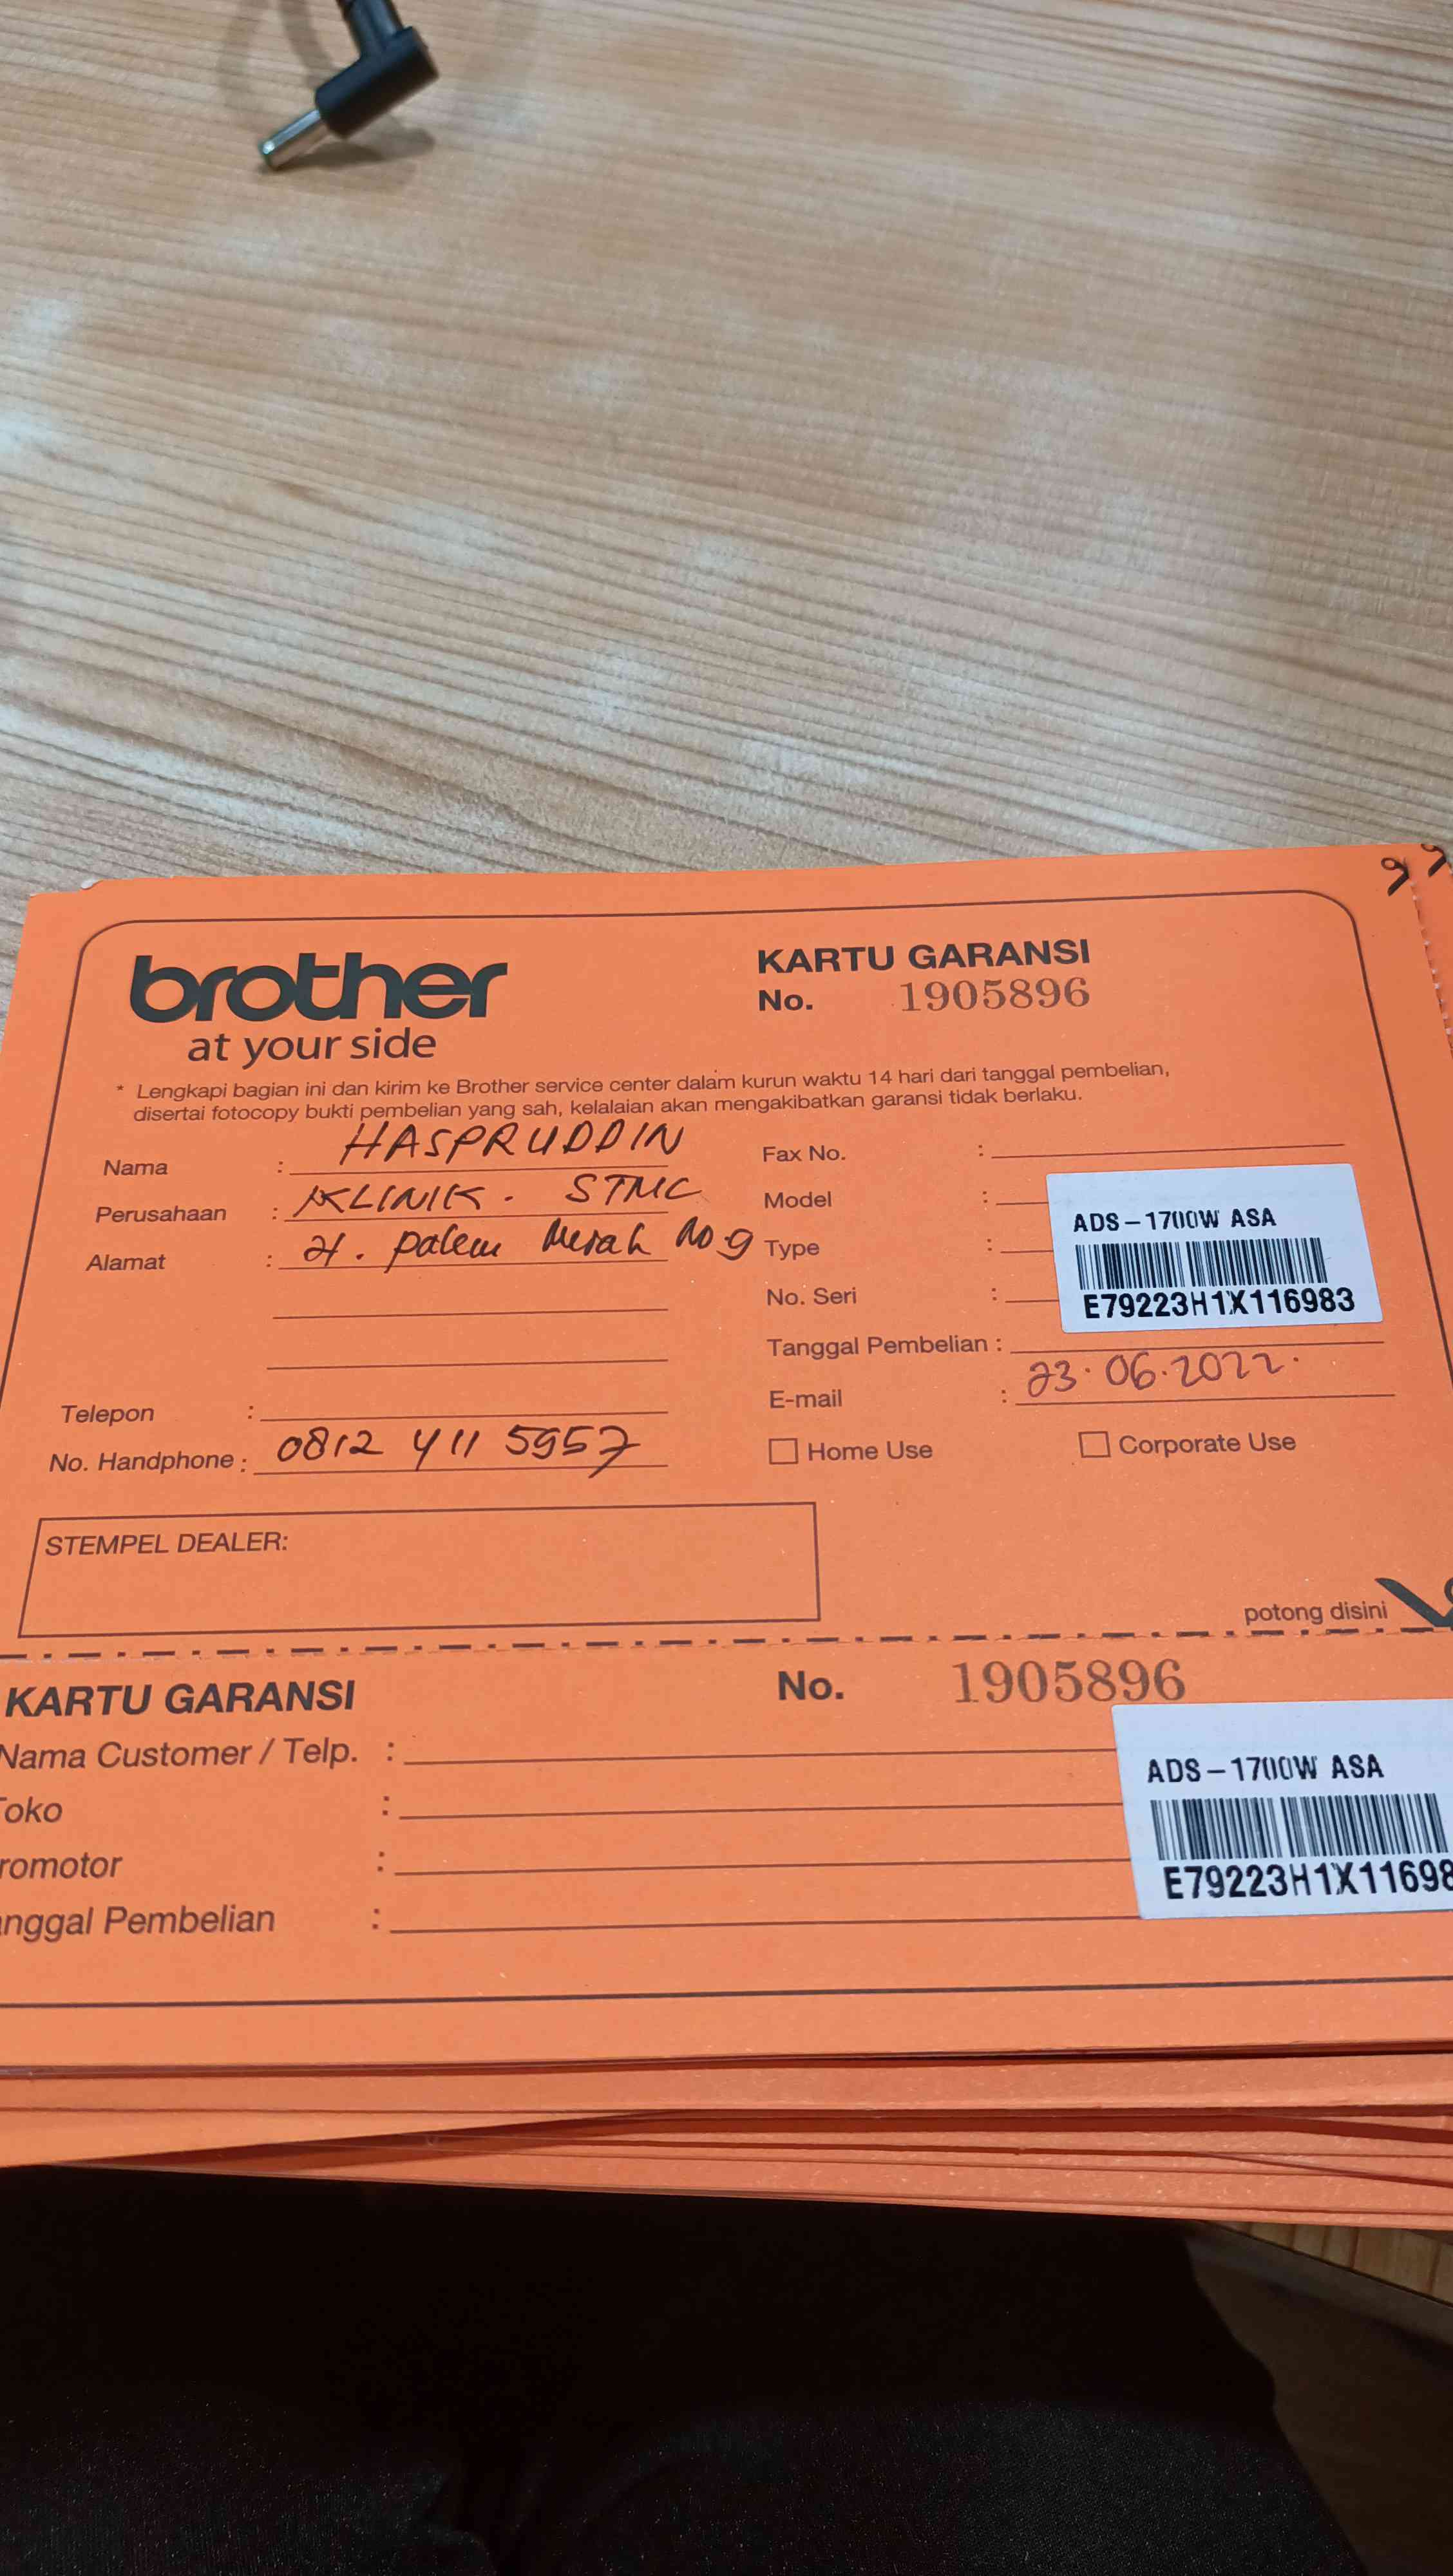 brother
at your side
KARTU GARANSI
No. 1905896
* Lengkapi bagian ini dan kirim ke Brother service center dalam kurun waktu 14 hari dari tanggal pembelian,
disertai fotocopy bukti pembelian yang sah, kelalaian akan mengakibatkan garansi tidak berlaku.
Nama : HASPRUDDIN
Perusahaan : KLINIK. STMC
Alamat : Jl. palem Merah No 9
Telepon :
No. Handphone : 0812 411 5957
Fax No. :
Model :
Type :
No. Seri :
ADS-1700W ASA
E79223H1X116983
Tanggal Pembelian :
23.06.2022.
E-mail :
Home Use Corporate Use
STEMPEL DEALER:
potong disini
KARTU GARANSI No. 1905896
Nama Customer / Telp. :
oko :
romotor :
nggal Pembelian :
ADS-1700W ASA
E79223H1X11698